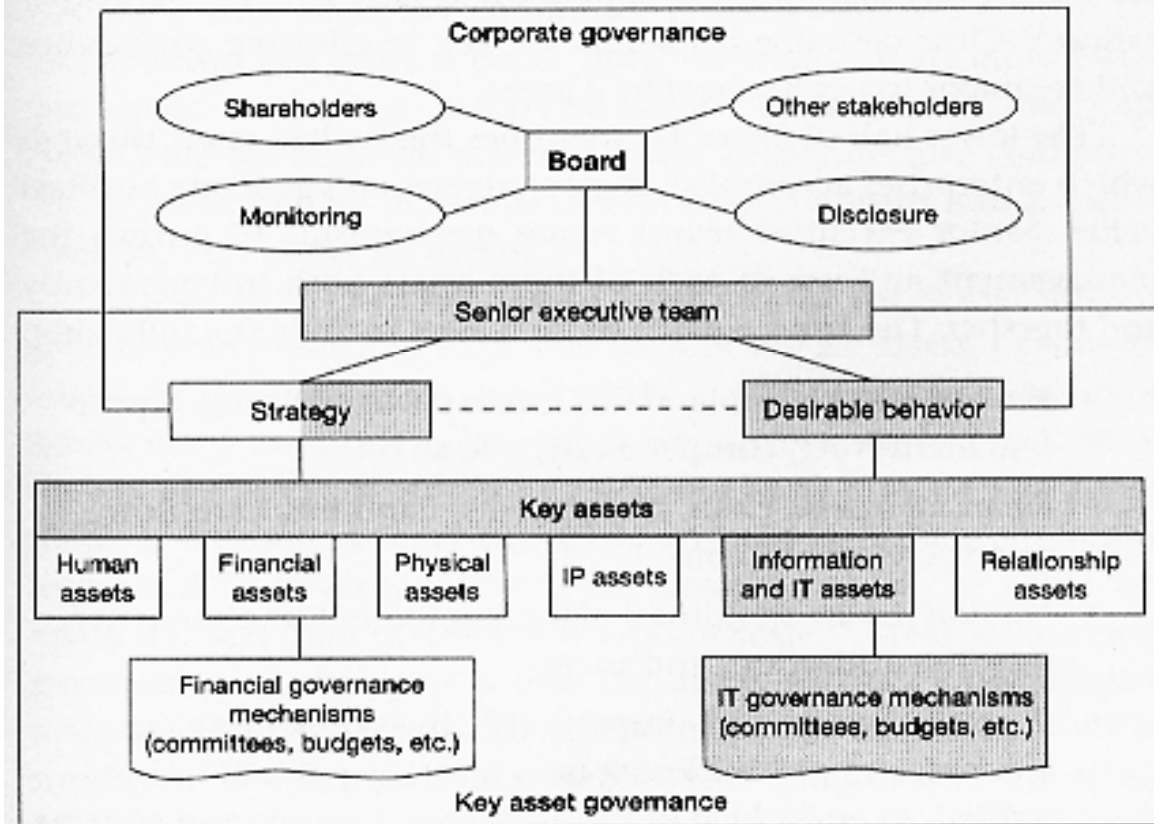 Corporate governance
Shareholders
Other stakeholders
Board
Monitoring
Disclosure
Senior executive team
Strategy
Desirable behavior
Key assets
Human
assets
Financial
assets
Physical
assets
IP assets
Information
and IT assets
Relationship
assets
Financial governance
mechanisms
(committees, budgets, etc.)
IT governance mechanisms
(committees, budgets, etc.)
Key asset governance